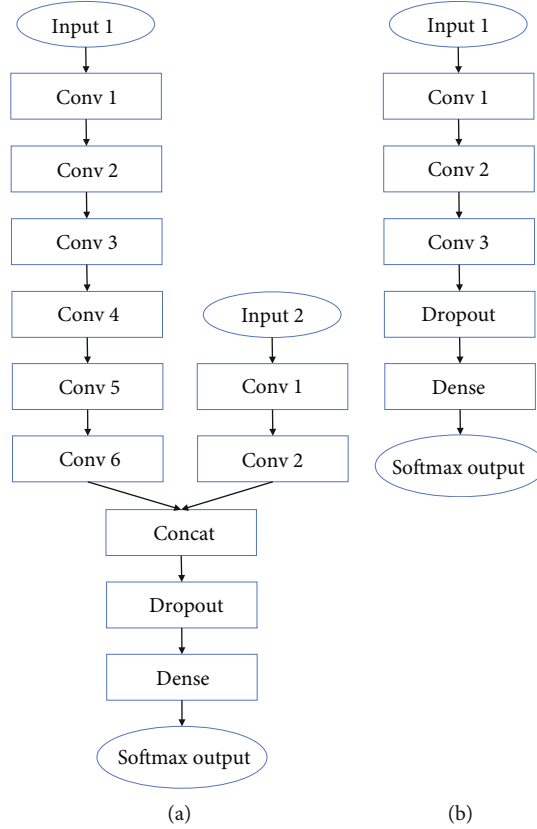 Input 1
Conv 1
Conv 2
Conv 3
Conv 4
Conv 5
Conv 6
Input 2
Conv 1
Conv 2
Concat
Dropout
Dense
Softmax output
(a)
Input 1
Conv 1
Conv 2
Conv 3
Dropout
Dense
Softmax output
(b)